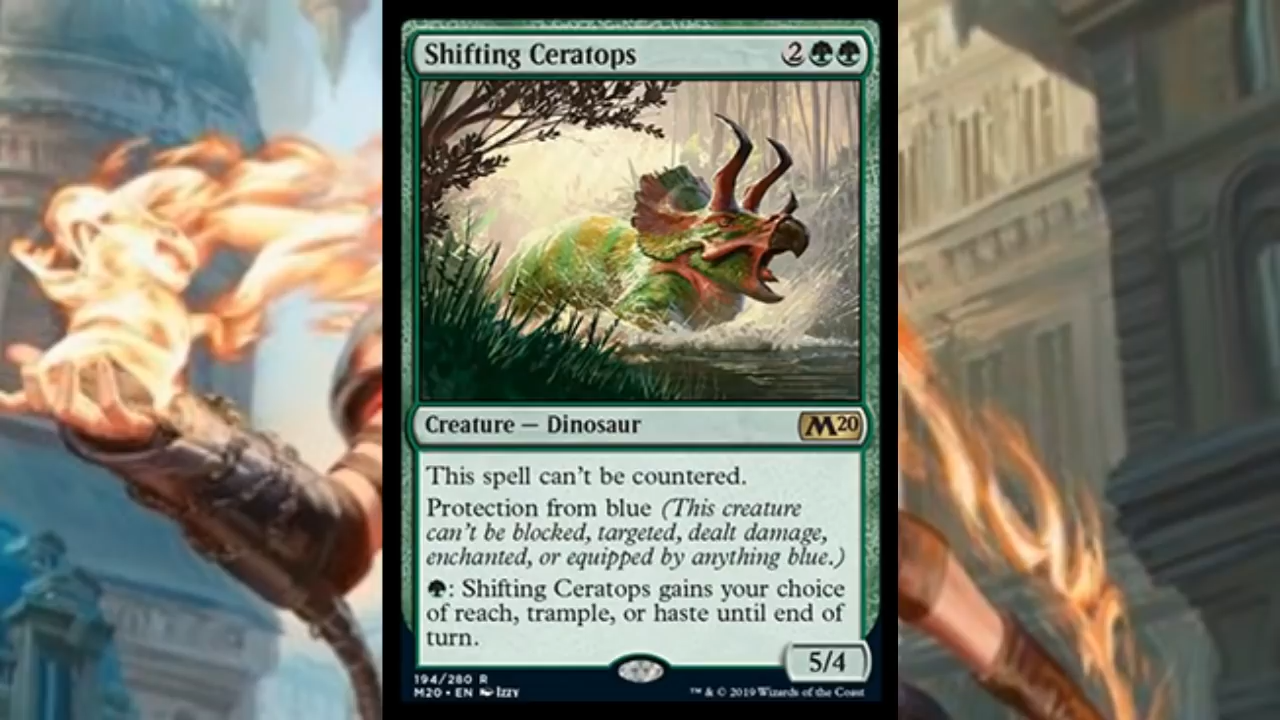 Shifting Ceratops 2
Creature — Dinosaur M20
This spell can't be countered.
Protection from blue (This creature
can't be blocked, targeted, dealt damage,
enchanted, or equipped by anything blue.)
: Shifting Ceratops gains your choice
of reach, trample, or haste until end of
turn.
5/4
194/280 R
M20 • EN Izzy
™ & © 2019 Wizards of the Coast